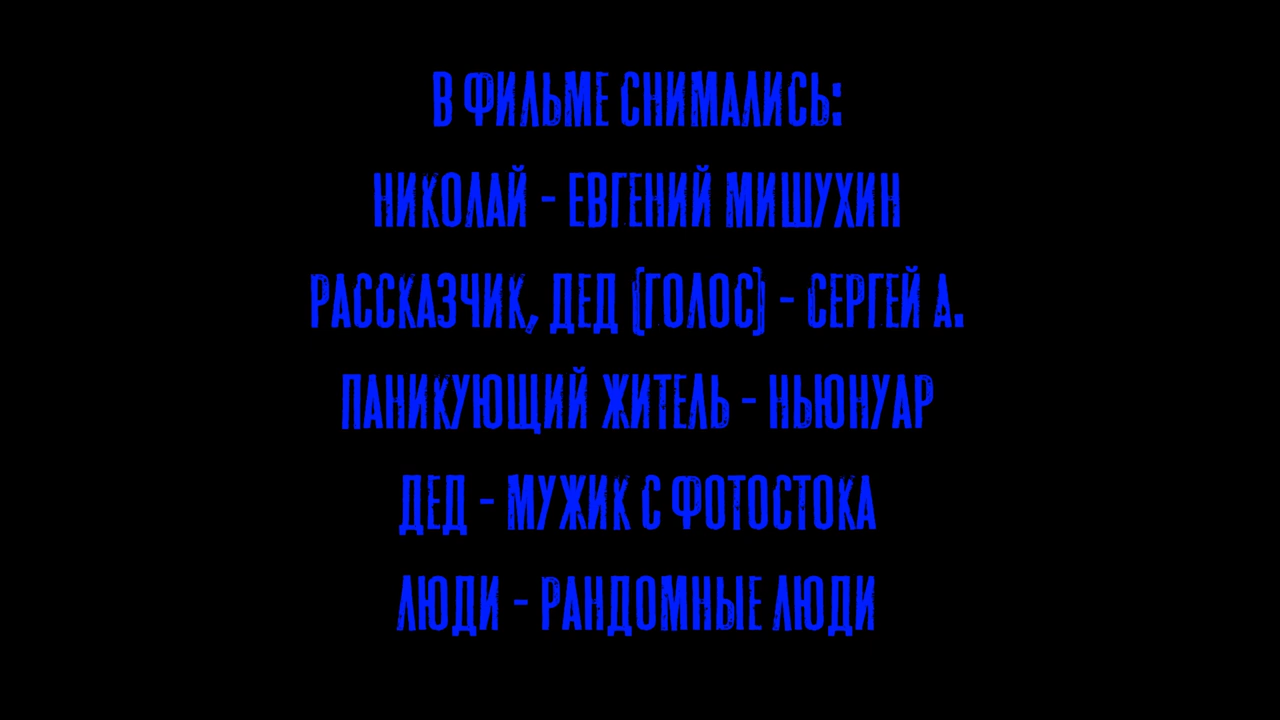 В ФИЛЬМЕ СНИМАЛИСЬ:
НИКОЛАЙ - ЕВГЕНИЙ МИШУХИН
РАССКАЗЧИК, ДЕД (ГОЛОС) - СЕРГЕЙ А.
ПАНИКУЮЩИЙ ЖИТЕЛЬ - НЬЮНУАР
ДЕД - МУЖИК С ФОТОСТОКА
ЛЮДИ - РАНДОМНЫЕ ЛЮДИ